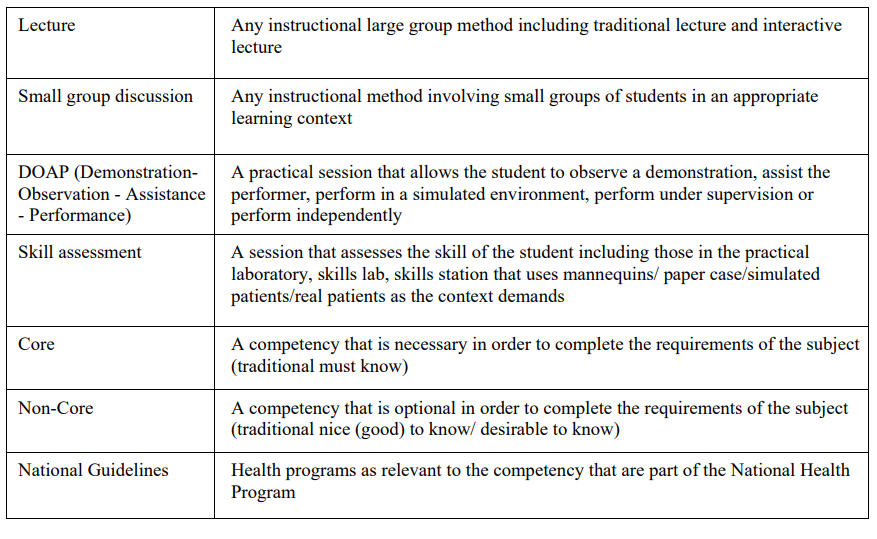 Lecture
Any instructional large group method including traditional lecture and interactive
lecture
Small group discussion
Any instructional method involving small groups of students in an appropriate
learning context
DOAP (Demonstration-
Observation - Assistance
- Performance)
A practical session that allows the student to observe a demonstration, assist the
performer, perform in a simulated environment, perform under supervision or
perform independently
Skill assessment
A session that assesses the skill of the student including those in the practical
laboratory, skills lab, skills station that uses mannequins/ paper case/simulated
patients/real patients as the context demands
Core
A competency that is necessary in order to complete the requirements of the subject
(traditional must know)
Non-Core
A competency that is optional in order to complete the requirements of the subject
(traditional nice (good) to know/ desirable to know)
National Guidelines
Health programs as relevant to the competency that are part of the National Health
Program